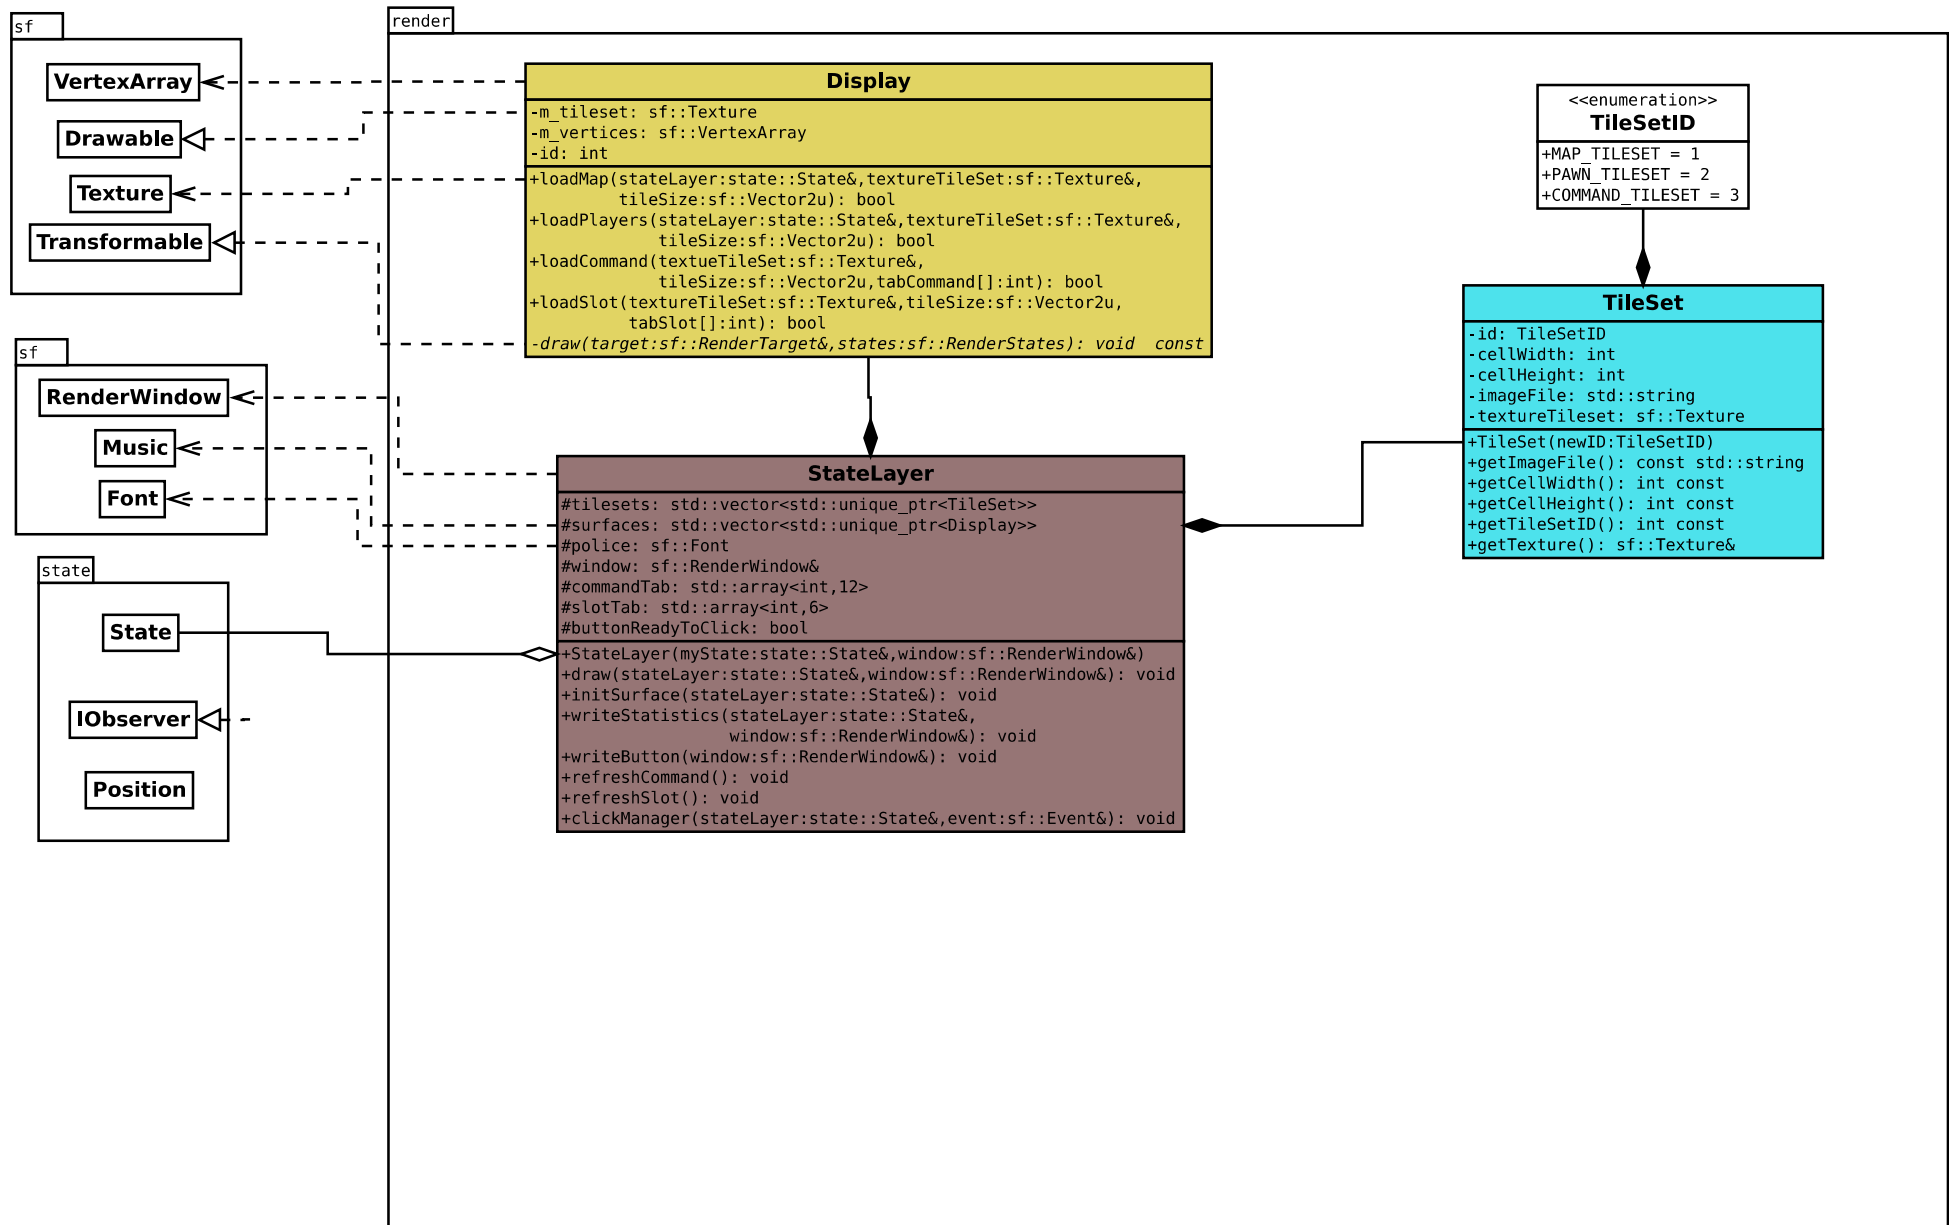 sf
VertexArray
Drawable
Texture
Transformable
sf
RenderWindow
Music
Font
state
State
IObserver
Position
render
Display
-m_tileset: sf::Texture
-m_vertices: sf::VertexArray
-id: int
+loadMap(stateLayer:state::State&,textureTileSet:sf::Texture&,
tileSize:sf::Vector2u): bool
+loadPlayers(stateLayer:state::State&,textureTileSet:sf::Texture&,
tileSize:sf::Vector2u): bool
+loadCommand(textueTileSet:sf::Texture&,
tileSize:sf::Vector2u,tabCommand[]:int): bool
+loadSlot(textureTileSet:sf::Texture&,tileSize:sf::Vector2u,
tabSlot[]:int): bool
-draw(target:sf::RenderTarget&,states:sf::RenderStates): void  const
StateLayer
#tilesets: std::vector<std::unique_ptr<TileSet>>
#surfaces: std::vector<std::unique_ptr<Display>>
#police: sf::Font
#window: sf::RenderWindow&
#commandTab: std::array<int,12>
#slotTab: std::array<int,6>
#buttonReadyToClick: bool
+StateLayer(myState:state::State&,window:sf::RenderWindow&)
+draw(stateLayer:state::State&,window:sf::RenderWindow&): void
+initSurface(stateLayer:state::State&): void
+writeStatistics(stateLayer:state::State&,
window:sf::RenderWindow&): void
+writeButton(window:sf::RenderWindow&): void
+refreshCommand(): void
+refreshSlot(): void
+clickManager(stateLayer:state::State&,event:sf::Event&): void
<<enumeration>>
TileSetID
+MAP_TILESET = 1
+PAWN_TILESET = 2
+COMMAND_TILESET = 3
TileSet
-id: TileSetID
-cellWidth: int
-cellHeight: int
-imageFile: std::string
-textureTileset: sf::Texture
+TileSet(newID:TileSetID)
+getImageFile(): const std::string
+getCellWidth(): int const
+getCellHeight(): int const
+getTileSetID(): int const
+getTexture(): sf::Texture&